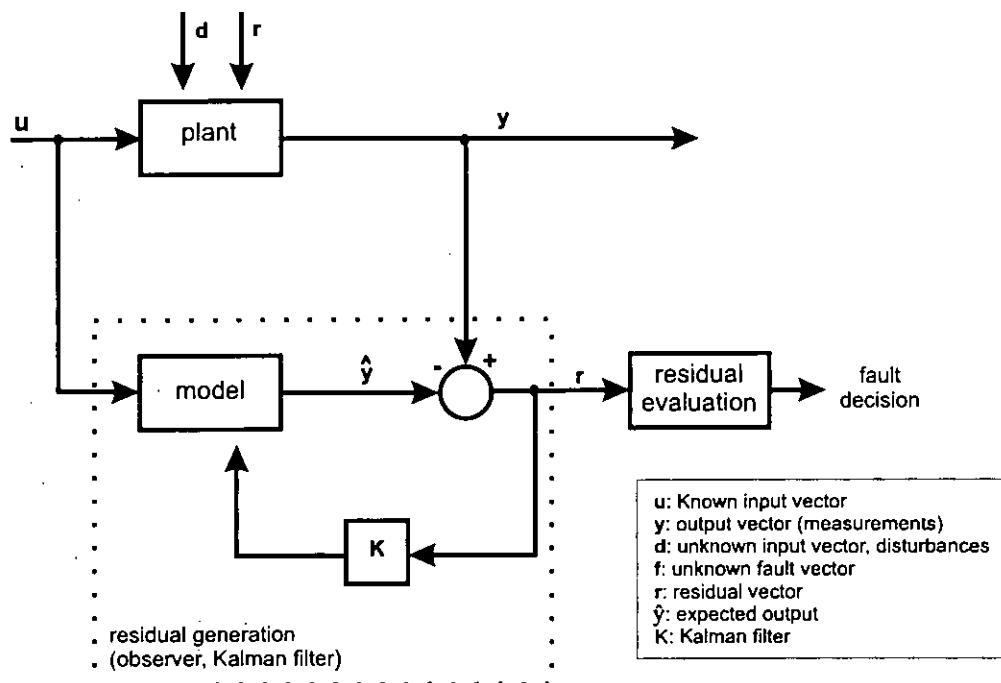 d r
u
plant
y
model
ŷ
- +
r
residual
evaluation
fault
decision
K
residual generation
(observer, Kalman filter)
u: Known input vector
y: output vector (measurements)
d: unknown input vector, disturbances
f: unknown fault vector
r: residual vector
ŷ: expected output
K: Kalman filter